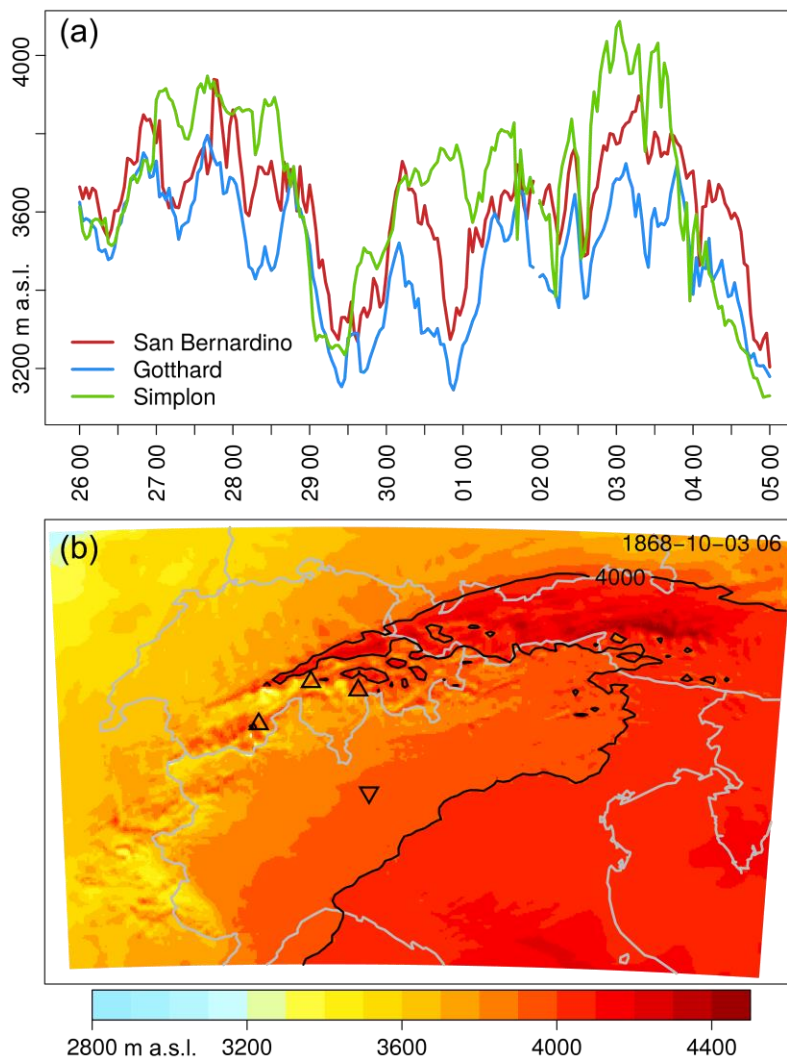 (a)
4000
3600
3200 m a.s.l.
San Bernardino
Gotthard
Simplon
26 00
27 00
28 00
29 00
30 00
01 00
02 00
03 00
04 00
05 00
(b)
1868-10-03 06
4000
2800 m a.s.l. 3200 3600 4000 4400